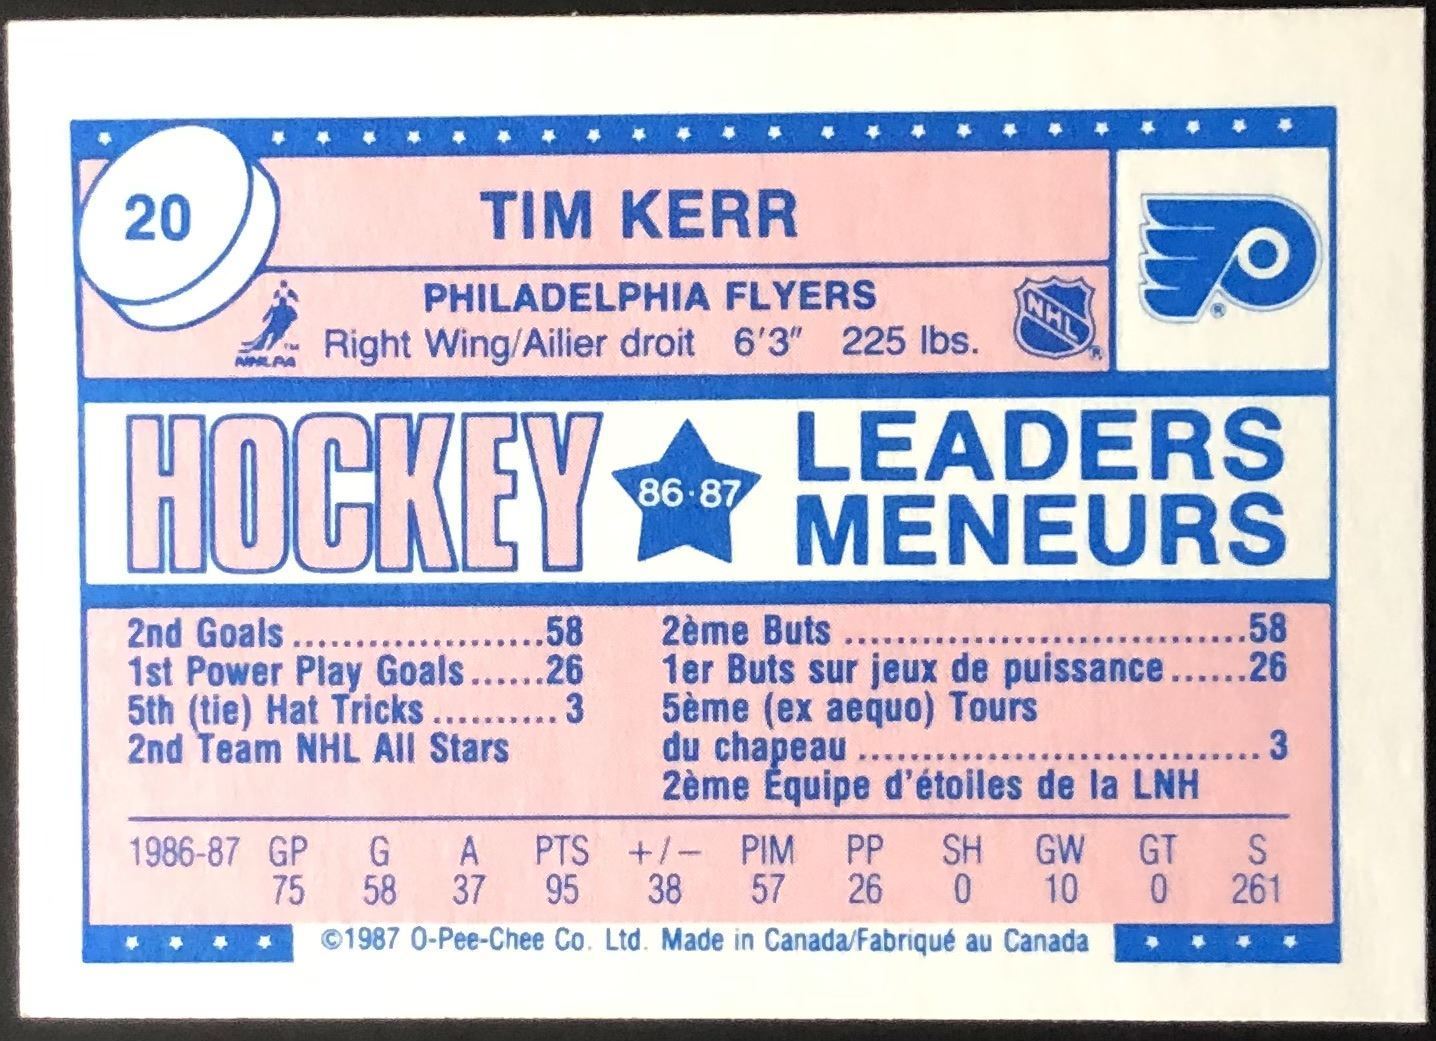 20
TIM KERR
PHILADELPHIA FLYERS
NHLPA ™
Right Wing/Ailier droit 6'3" 225 lbs.
NHL ®
®
HOCKEY
86·87
LEADERS
MENEURS
2nd Goals ....................58
1st Power Play Goals......26
5th (tie) Hat Tricks .......... 3
2nd Team NHL All Stars
2ème Buts ...............................58
1er Buts sur jeux de puissance......26
5ème (ex aequo) Tours
du chapeau ............................... 3
2ème Équipe d'étoiles de la LNH
1986-87 GP G A PTS +/− PIM PP SH GW GT S
75 58 37 95 38 57 26 0 10 0 261
©1987 O-Pee-Chee Co. Ltd. Made in Canada/Fabriqué au Canada